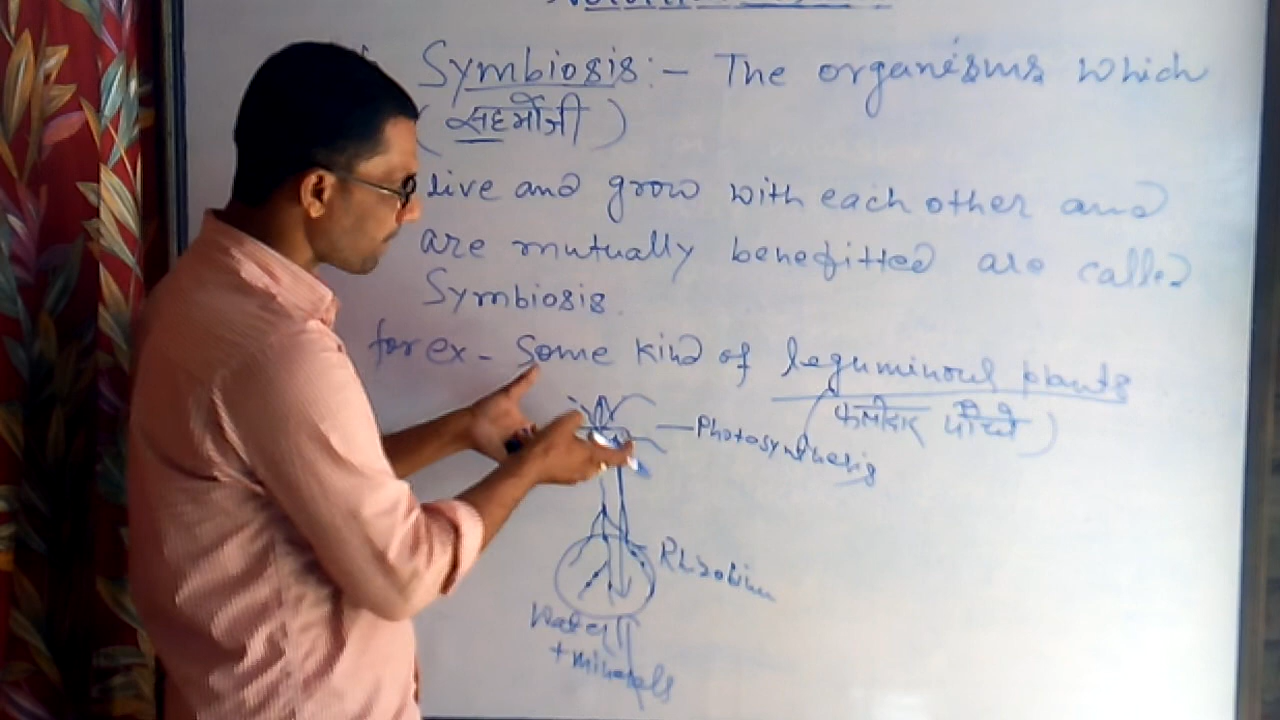 Symbiosis :- The organisms which
(सहभोजी)
live and grow with each other and
are mutually benefitted are called
Symbiosis.
for ex - Some kind of leguminous plants
(फलीदार पौधे)
Photosynthesis
Water
+ minerals